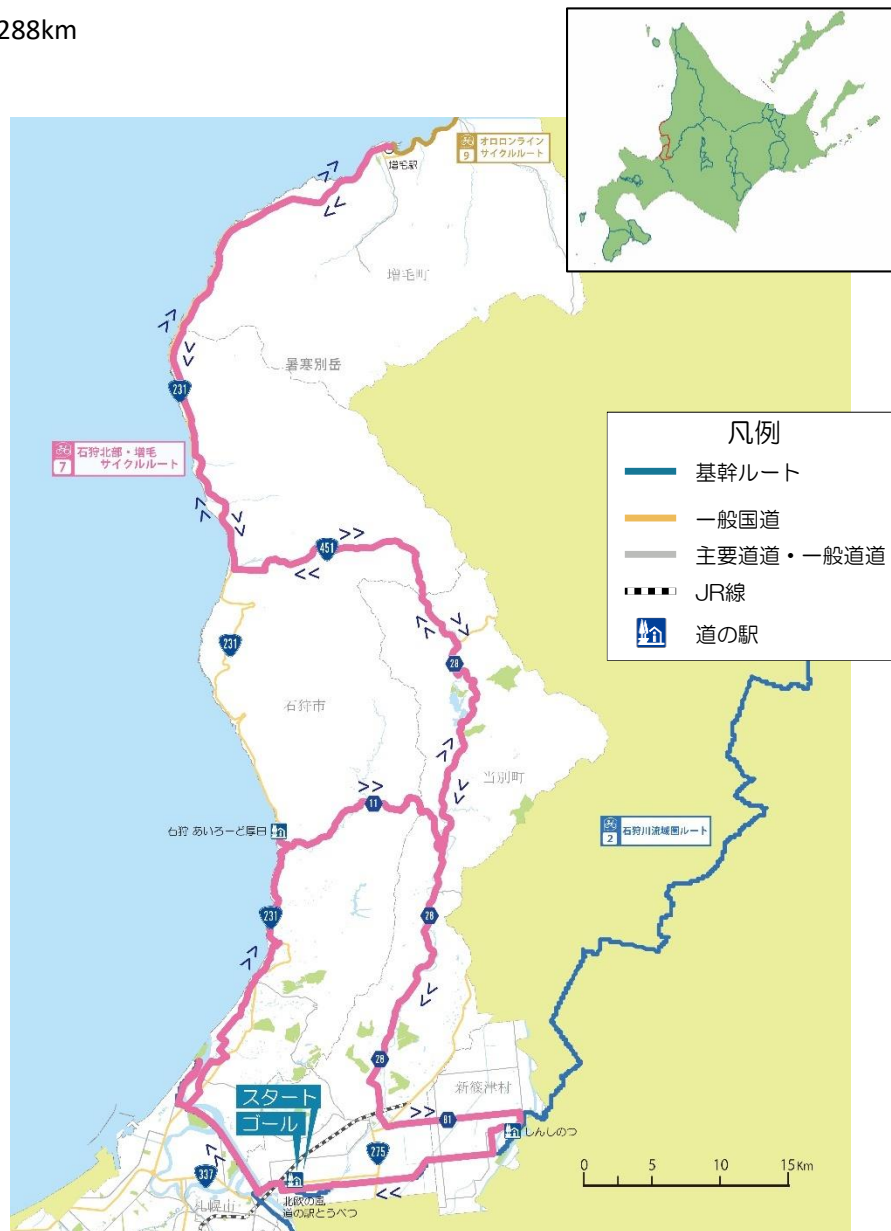 288km
オロロンライン
サイクルルート
9
増毛駅
増毛町
暑寒別岳
231
石狩北部・増毛
サイクルルート
7
凡例
基幹ルート
一般国道
主要道道・一般道道
JR線
道の駅
>>
<<
451
231
28
石狩市
当別町
>>
11
石狩 あいろーど厚田
石狩川流域圏ルート
2
231
28
28
新篠津村
スタート
ゴール
>>
81
しんしのつ
275
337
札幌市
北欧の風
道の駅とうべつ
<<
0 5 10 15Km